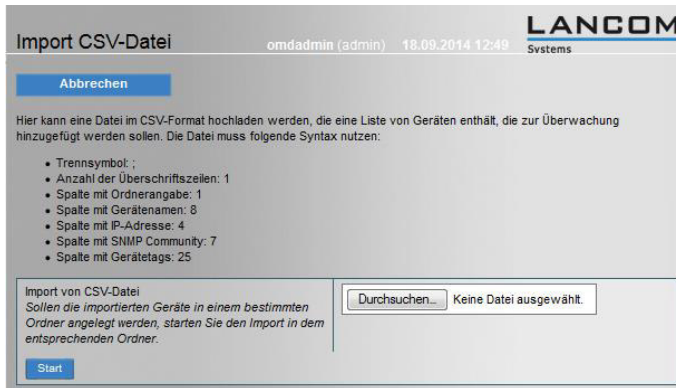 Import CSV-Datei
omdadmin (admin) 18.09.2014 12:49
LANCOM
Systems
Abbrechen
Hier kann eine Datei im CSV-Format hochladen werden, die eine Liste von Geräten enthält, die zur Überwachung
hinzugefügt werden sollen. Die Datei muss folgende Syntax nutzen:
• Trennsymbol: ;
• Anzahl der Überschriftszeilen: 1
• Spalte mit Ordnerangabe: 1
• Spalte mit Gerätenamen: 8
• Spalte mit IP-Adresse: 4
• Spalte mit SNMP Community: 7
• Spalte mit Gerätetags: 25
Import von CSV-Datei
Sollen die importierten Geräte in einem bestimmten
Ordner angelegt werden, starten Sie den Import in dem
entsprechenden Ordner.
Durchsuchen... Keine Datei ausgewählt.
Start